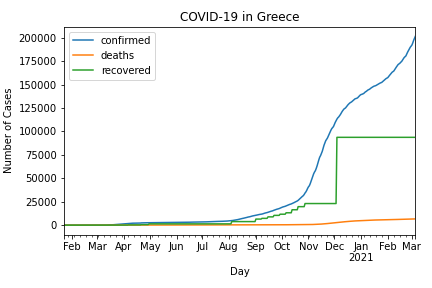 COVID-19 in Greece
confirmed
deaths
recovered
Number of Cases
200000
175000
150000
125000
100000
75000
50000
25000
0
Feb Mar Apr May Jun Jul Aug Sep Oct Nov Dec Jan Feb Mar
2021
Day